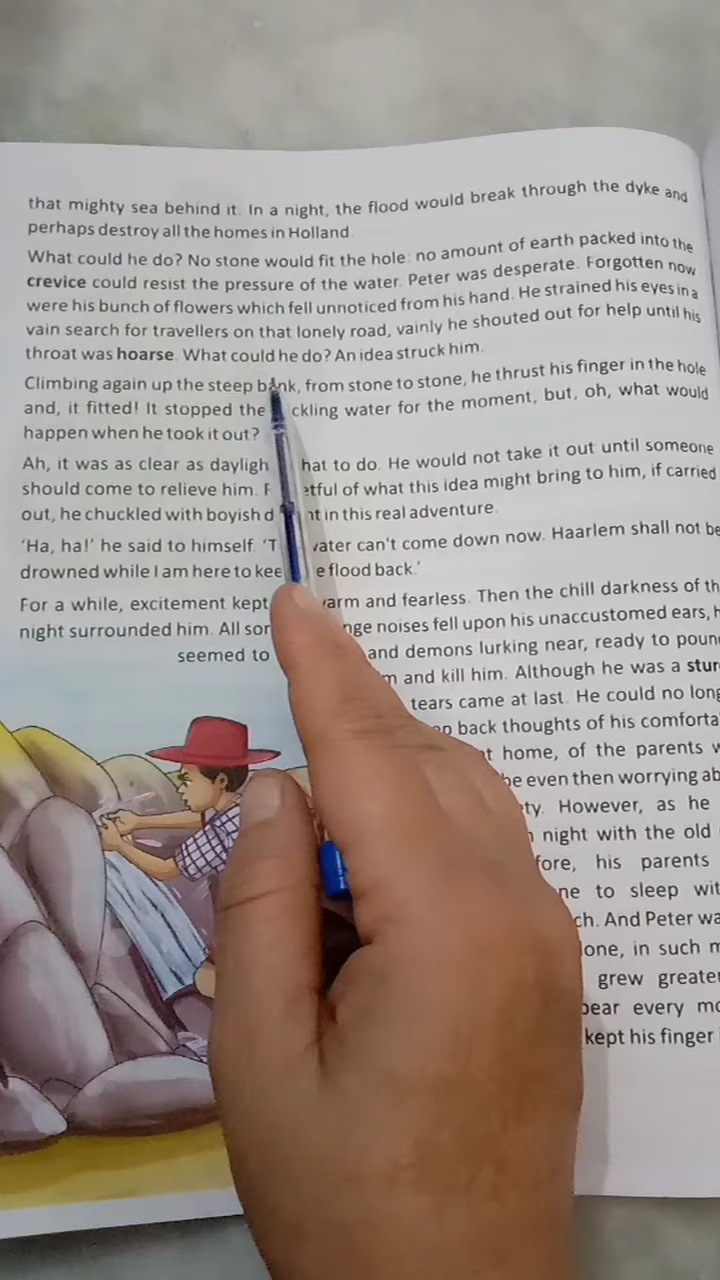 that mighty sea behind it. In a night, the flood would break through the dyke and
perhaps destroy all the homes in Holland.
What could he do? No stone would fit the hole: no amount of earth packed into the
crevice could resist the pressure of the water. Peter was desperate. Forgotten now
were his bunch of flowers which fell unnoticed from his hand. He strained his eyes in a
vain search for travellers on that lonely road, vainly he shouted out for help until his
throat was hoarse. What could he do? An idea struck him.
Climbing again up the steep bank, from stone to stone, he thrust his finger in the hole
and, it fitted! It stopped the ckling water for the moment, but, oh, what would
happen when he took it out?
Ah, it was as clear as dayligh hat to do. He would not take it out until someone
should come to relieve him. F etful of what this idea might bring to him, if carried
out, he chuckled with boyish d ht in this real adventure.
'Ha, ha!' he said to himself. 'T water can't come down now. Haarlem shall not be
drowned while I am here to kee e flood back.'
For a while, excitement kept warm and fearless. Then the chill darkness of th
night surrounded him. All sor nge noises fell upon his unaccustomed ears, h
seemed to and demons lurking near, ready to poun
m and kill him. Although he was a stur
tears came at last. He could no long
ep back thoughts of his comforta
t home, of the parents w
be even then worrying ab
ty. However, as he
night with the old
fore, his parents
ne to sleep wit
ch. And Peter wa
lone, in such m
grew greater
pear every mo
kept his finger